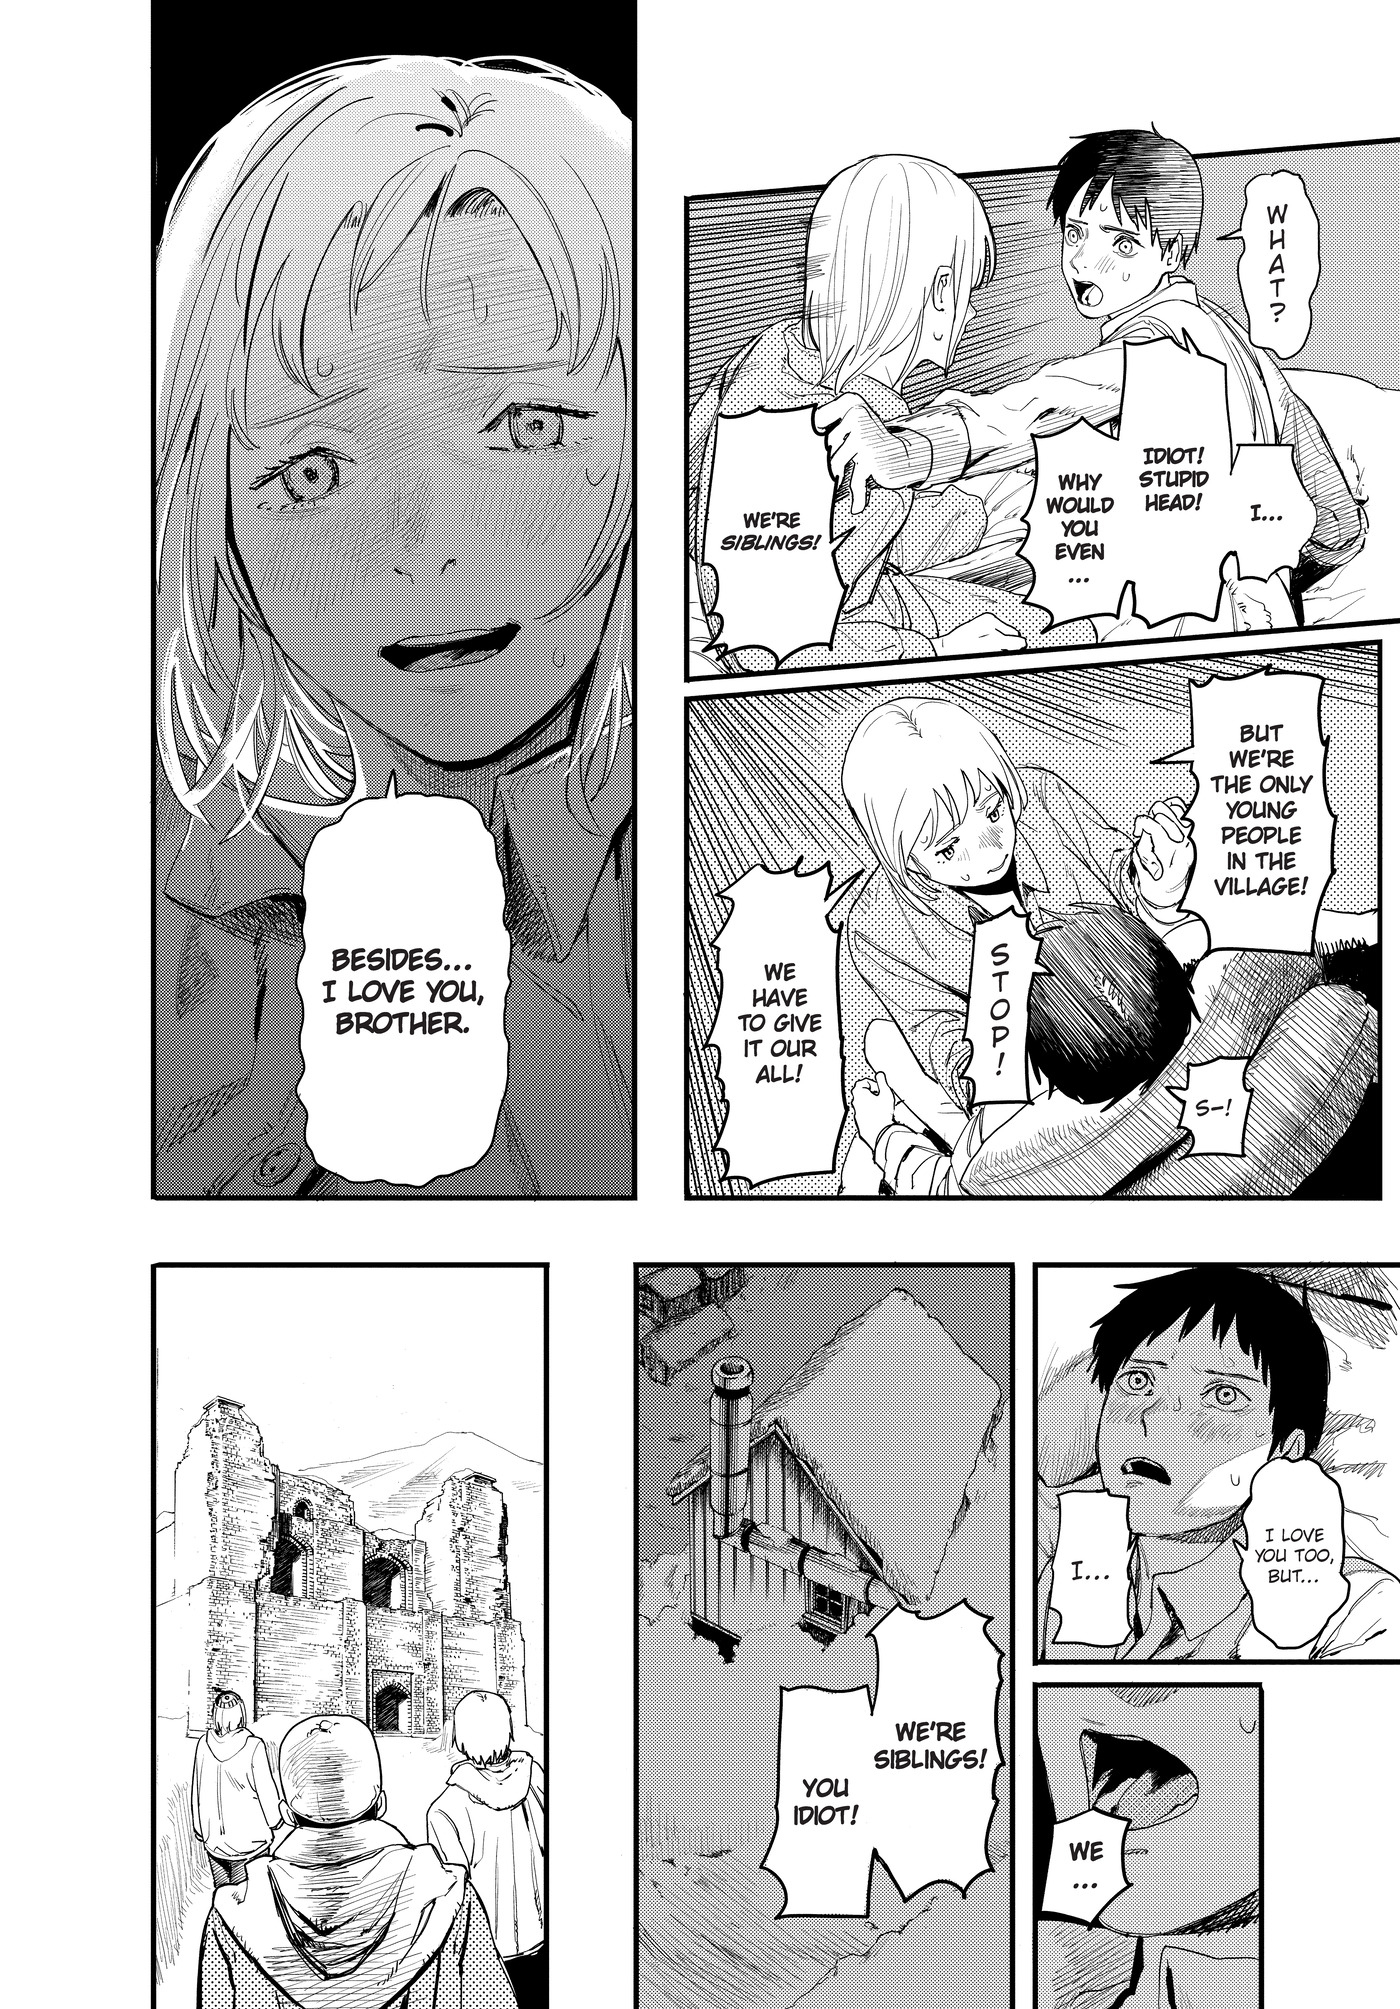 WHAT?
I...
IDIOT!
STUPID
HEAD!
WHY
WOULD
YOU
EVEN
...
WE'RE
SIBLINGS!
BUT
WE'RE
THE ONLY
YOUNG
PEOPLE
IN THE
VILLAGE!
S-!
STOP!
WE
HAVE
TO GIVE
IT OUR
ALL!
BESIDES...
I LOVE YOU,
BROTHER.
I LOVE
YOU TOO,
BUT...
I...
WE
...
WE'RE
SIBLINGS!
YOU
IDIOT!